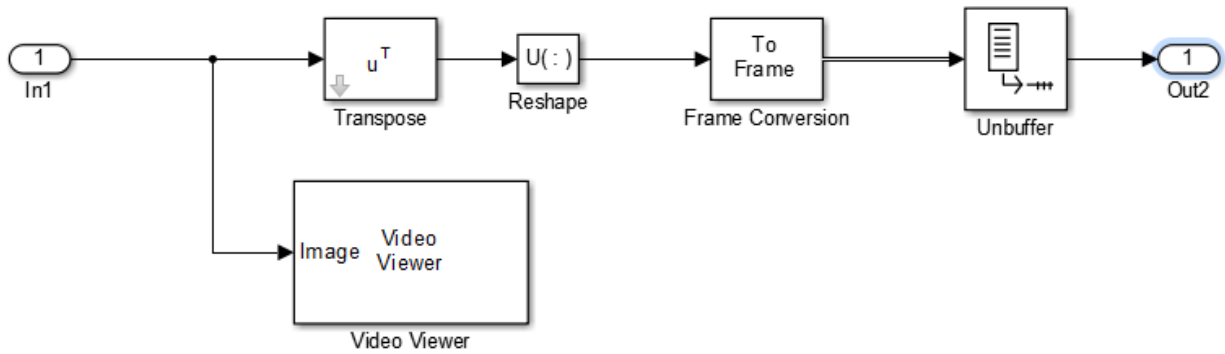 1
In1
u^T
Transpose
U( : )
Reshape
To
Frame
Frame Conversion
Unbuffer
1
Out2
Image
Video
Viewer
Video Viewer